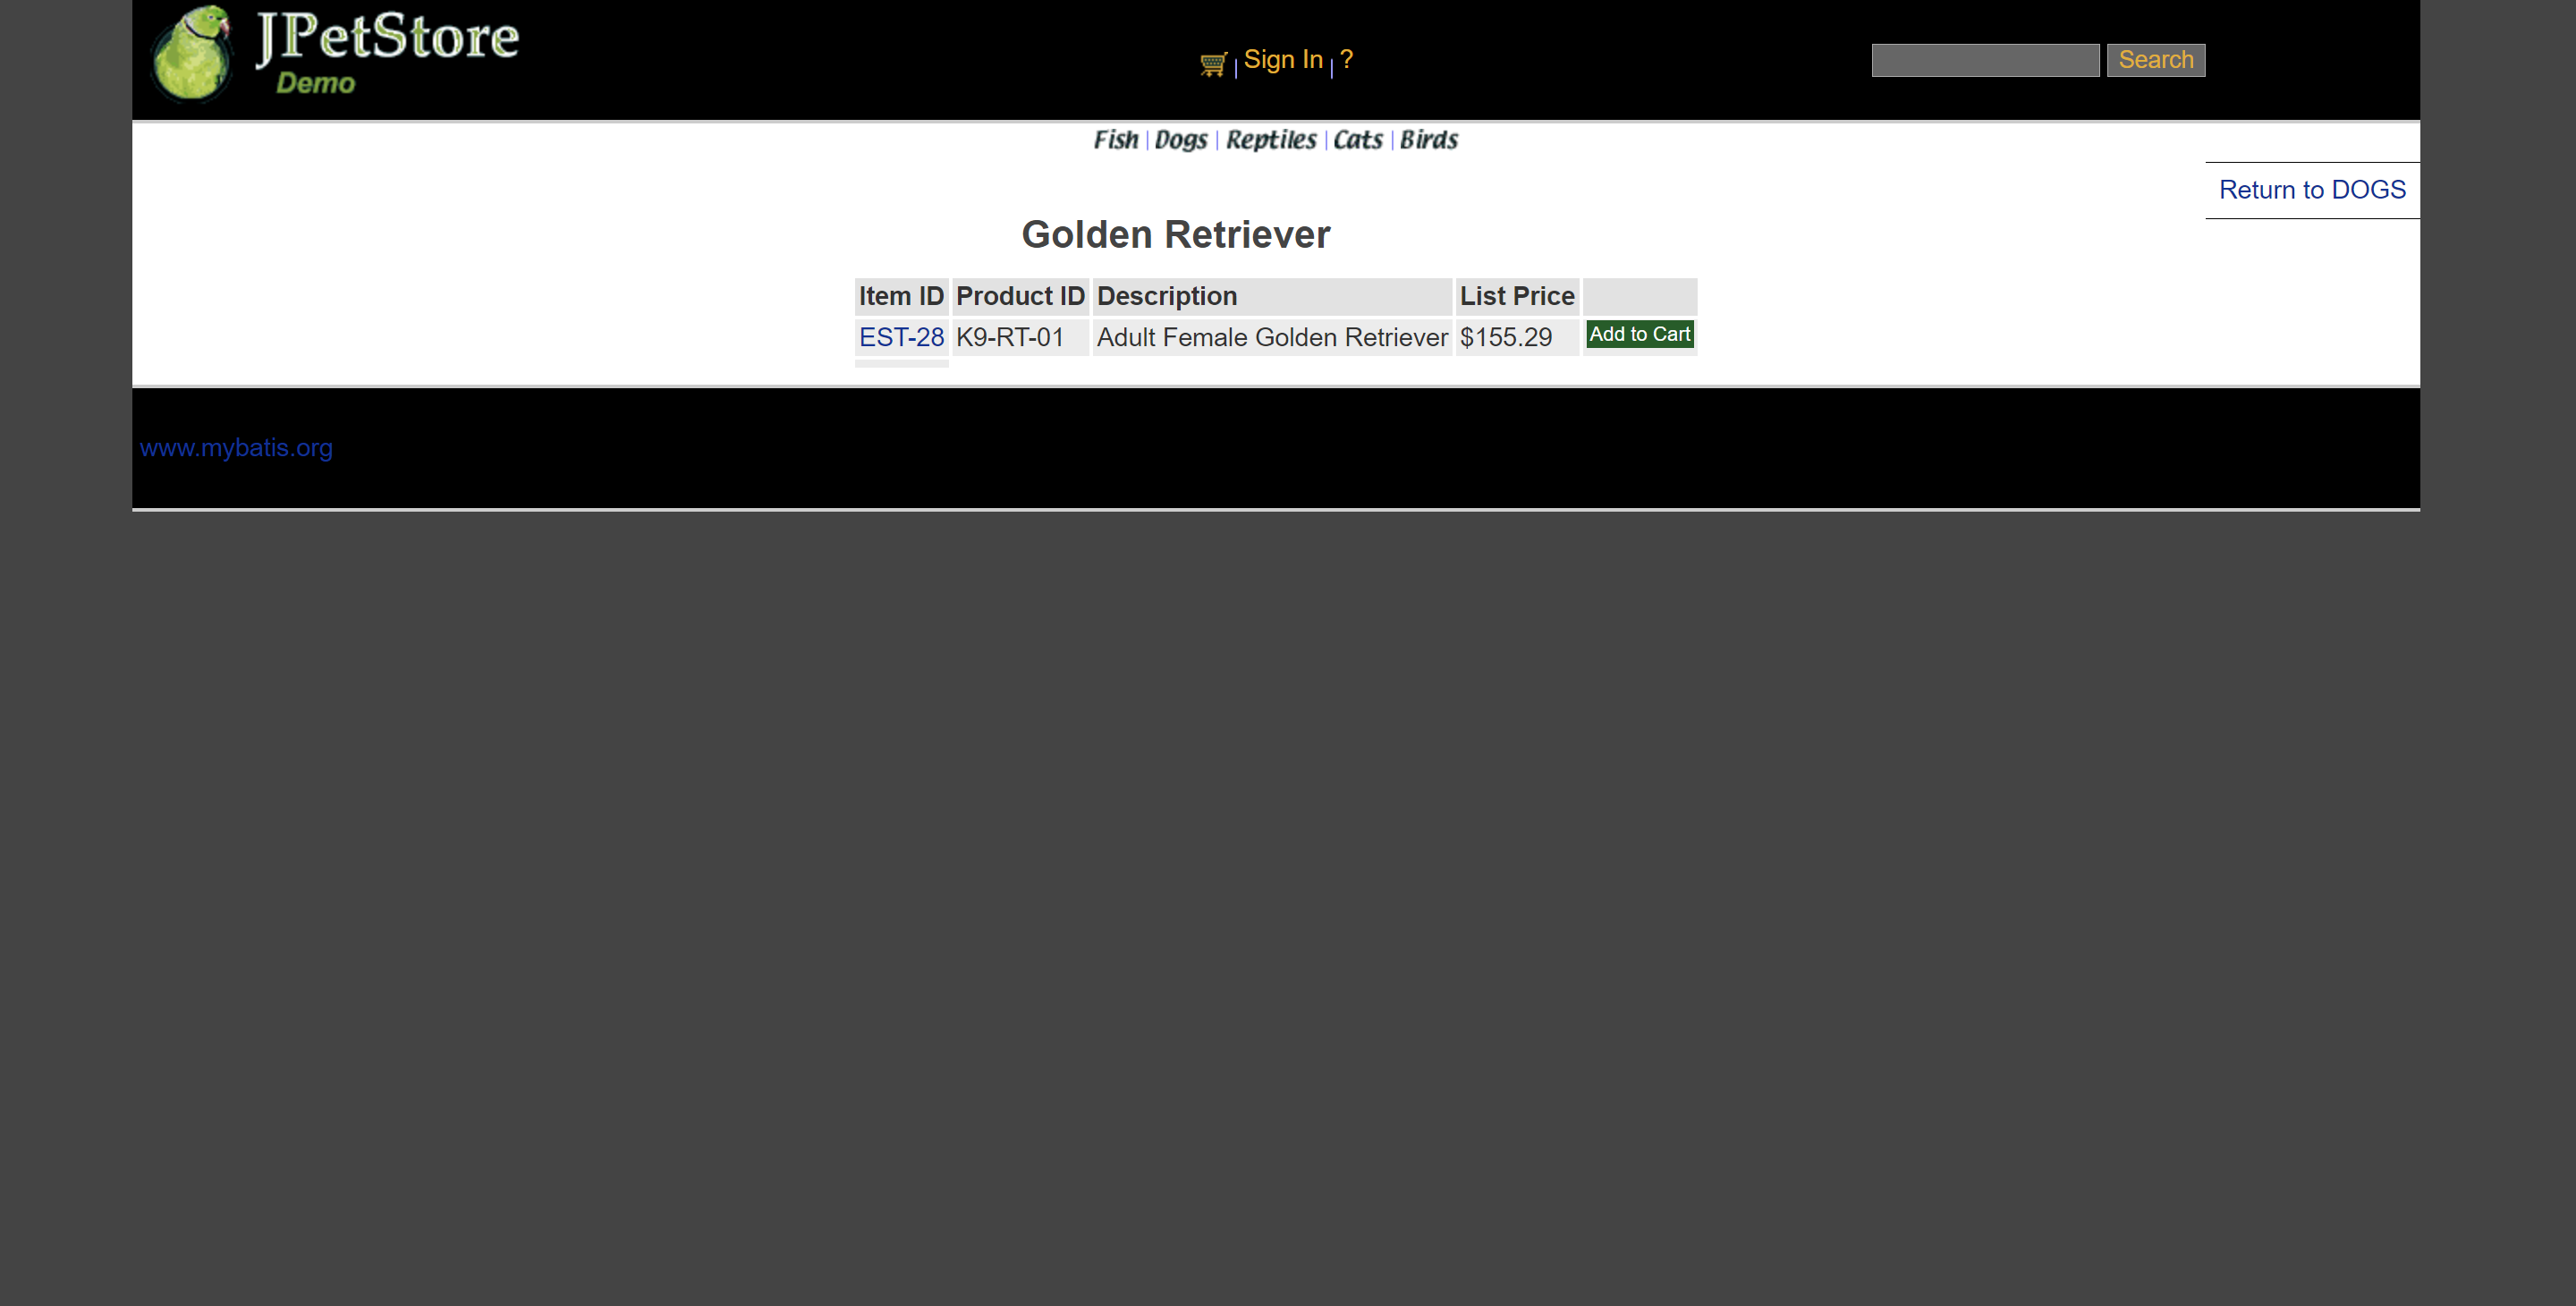 JPetStore
Demo
Sign In | ?
Search
Fish | Dogs | Reptiles | Cats | Birds
Return to DOGS
Golden Retriever
Item ID Product ID Description List Price
EST-28 K9-RT-01 Adult Female Golden Retriever $155.29 Add to Cart
www.mybatis.org